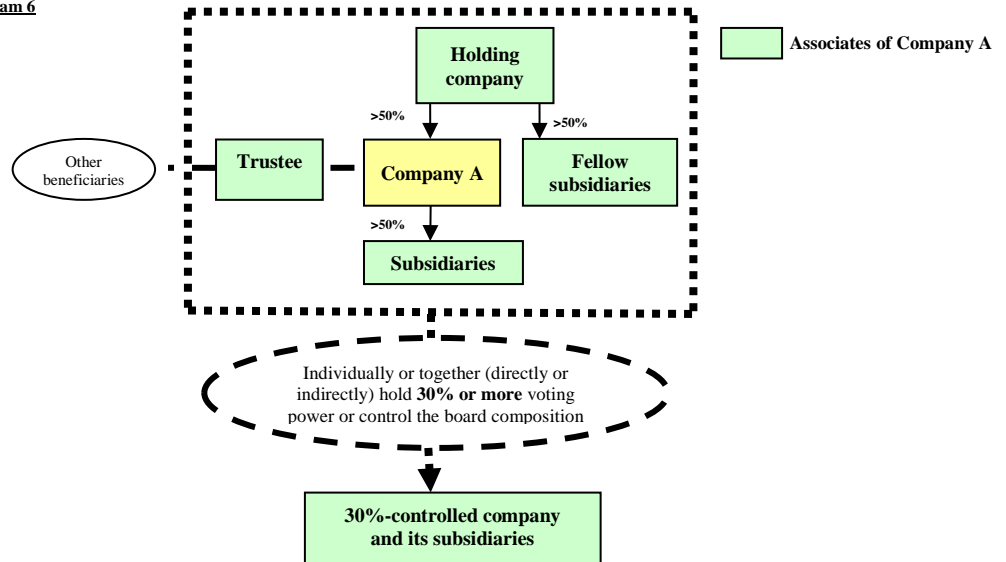 am 6
Holding
company
Associates of Company A
>50%
>50%
Other
beneficiaries
Trustee
Company A
Fellow
subsidiaries
>50%
Subsidiaries
Individually or together (directly or
indirectly) hold 30% or more voting
power or control the board composition
30%-controlled company
and its subsidiaries